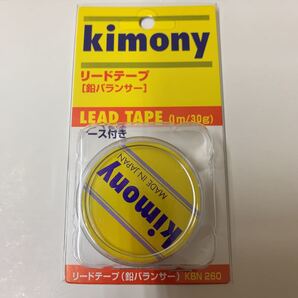 kimony
リードテープ
[鉛バランサー]
LEAD TAPE (1m/30g)
ース付き
MADE IN JAPAN
kimony
リードテープ(鉛バランサー) KBN 260